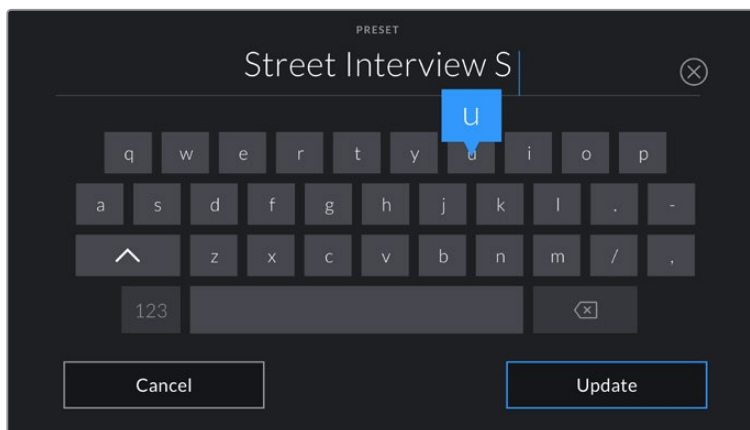 PRESET
Street Interview S
u
q w e r t y u i o p
a s d f g h j k l . -
z x c v b n m / ,
123
Cancel Update